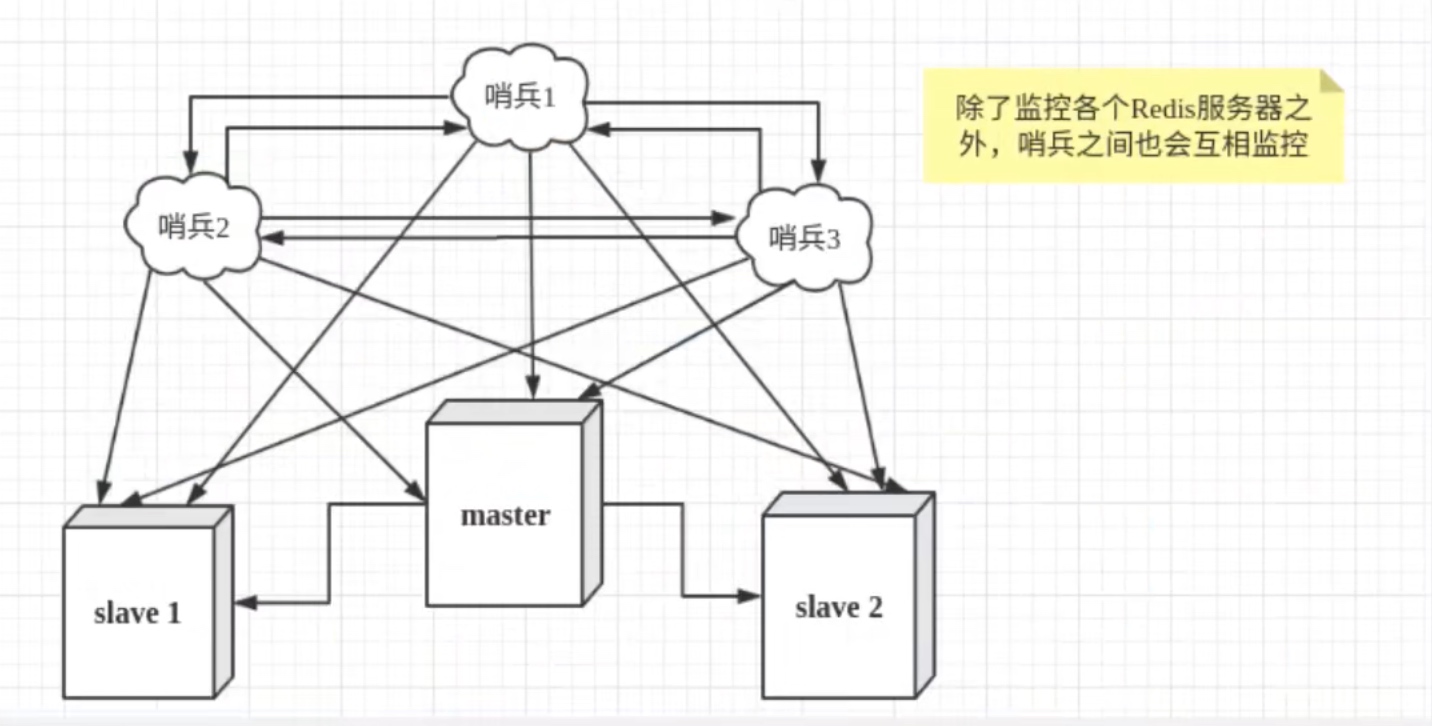 哨兵1
除了监控各个Redis服务器之
外，哨兵之间也会互相监控
哨兵2
哨兵3
master
slave 1
slave 2